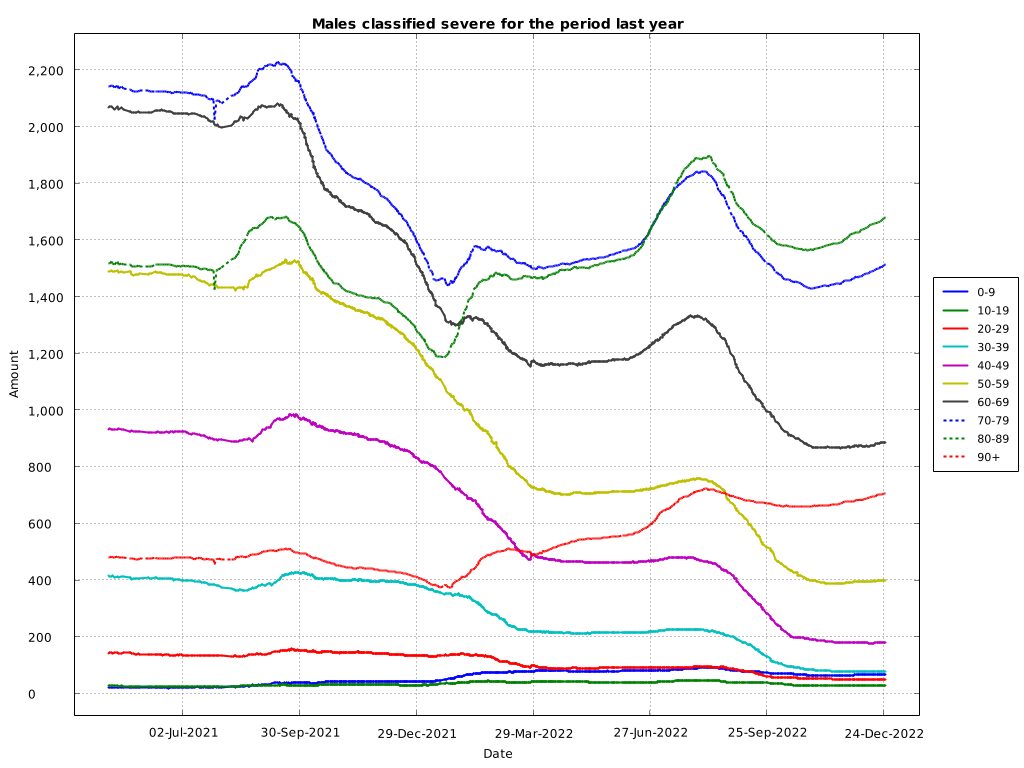 Males classified severe for the period last year
Amount
2,200
2,000
1,800
1,600
1,400
1,200
1,000
800
600
400
200
0
02-Jul-2021
30-Sep-2021
29-Dec-2021
29-Mar-2022
27-Jun-2022
25-Sep-2022
24-Dec-2022
Date
0-9
10-19
20-29
30-39
40-49
50-59
60-69
70-79
80-89
90+